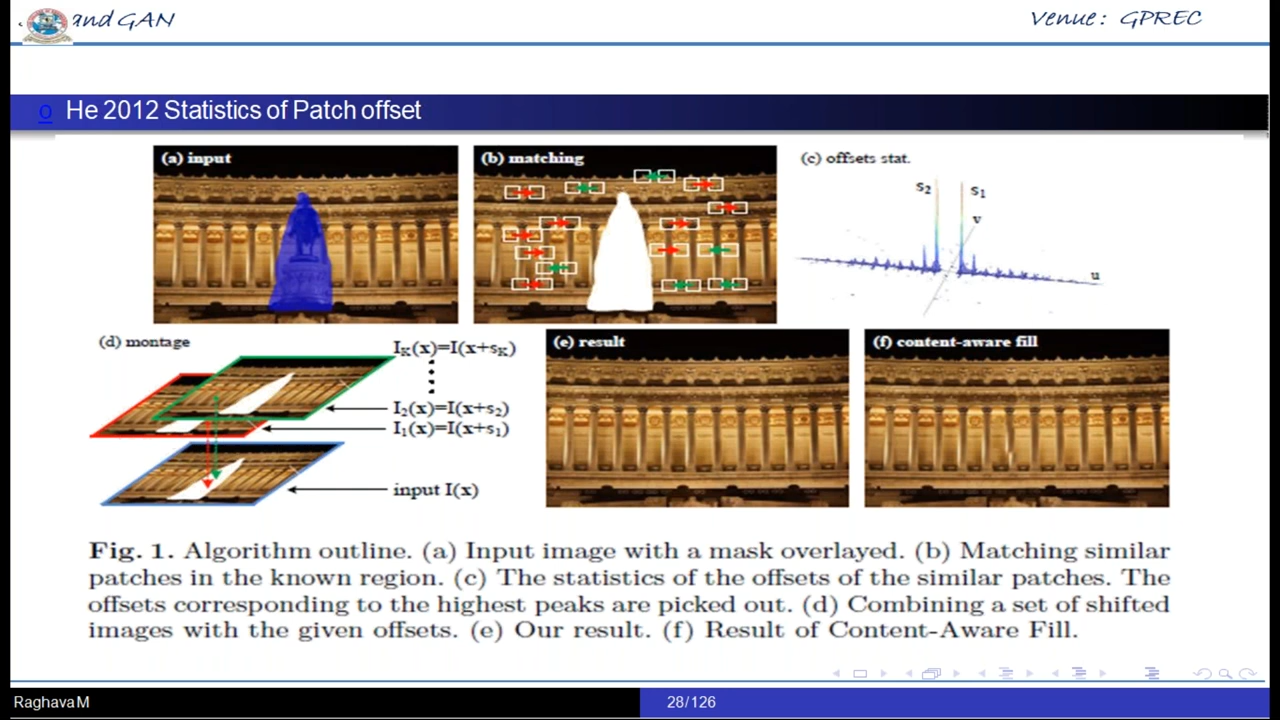 and GAN
Venue: GPREC
o He 2012 Statistics of Patch offset
(a) input
(b) matching
(c) offsets stat.
s2 s1
v
u
(d) montage
IK(x)=I(x+sK)
I2(x)=I(x+s2)
I1(x)=I(x+s1)
input I(x)
(e) result
(f) content-aware fill
Fig. 1. Algorithm outline. (a) Input image with a mask overlayed. (b) Matching similar
patches in the known region. (c) The statistics of the offsets of the similar patches. The
offsets corresponding to the highest peaks are picked out. (d) Combining a set of shifted
images with the given offsets. (e) Our result. (f) Result of Content-Aware Fill.
Raghava M
28/126